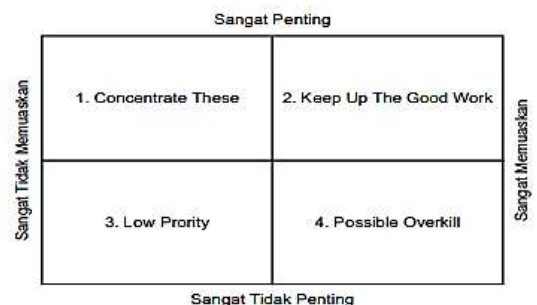 Sangat Penting
Sangat Tidak Memuaskan
1. Concentrate These
2. Keep Up The Good Work
Sangat Memuaskan
3. Low Prority
4. Possible Overkill
Sangat Tidak Penting